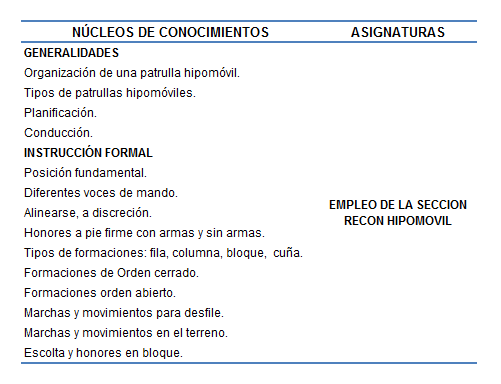 NÚCLEOS DE CONOCIMIENTOS ASIGNATURAS
GENERALIDADES
Organización de una patrulla hipomóvil.
Tipos de patrullas hipomóviles.
Planificación.
Conducción.
INSTRUCCIÓN FORMAL
Posición fundamental.
Diferentes voces de mando.
Alinearse, a discreción.
Honores a pie firme con armas y sin armas.
Tipos de formaciones: fila, columna, bloque, cuña.
Formaciones de Orden cerrado.
Formaciones orden abierto.
Marchas y movimientos para desfile.
Marchas y movimientos en el terreno.
Escolta y honores en bloque.
EMPLEO DE LA SECCION
RECON HIPOMOVIL